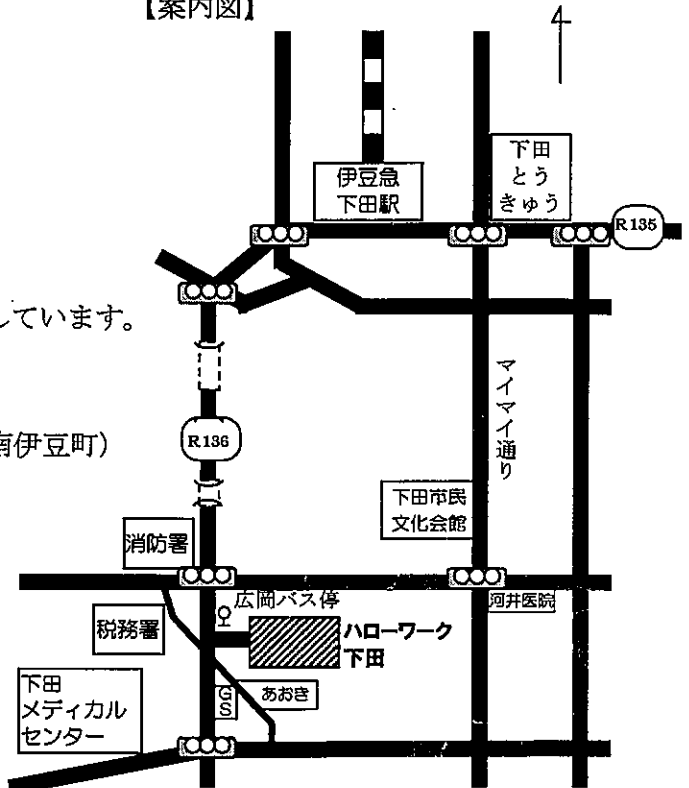 【案内図】
伊豆急
下田駅
下田
とう
きゅう
R135
しています。
マイマイ通り
R136
南伊豆町）
下田市民
文化会館
消防署
広岡バス停
河井医院
税務署
ハローワーク
下田
下田
メディカル
センター
GS
あおき